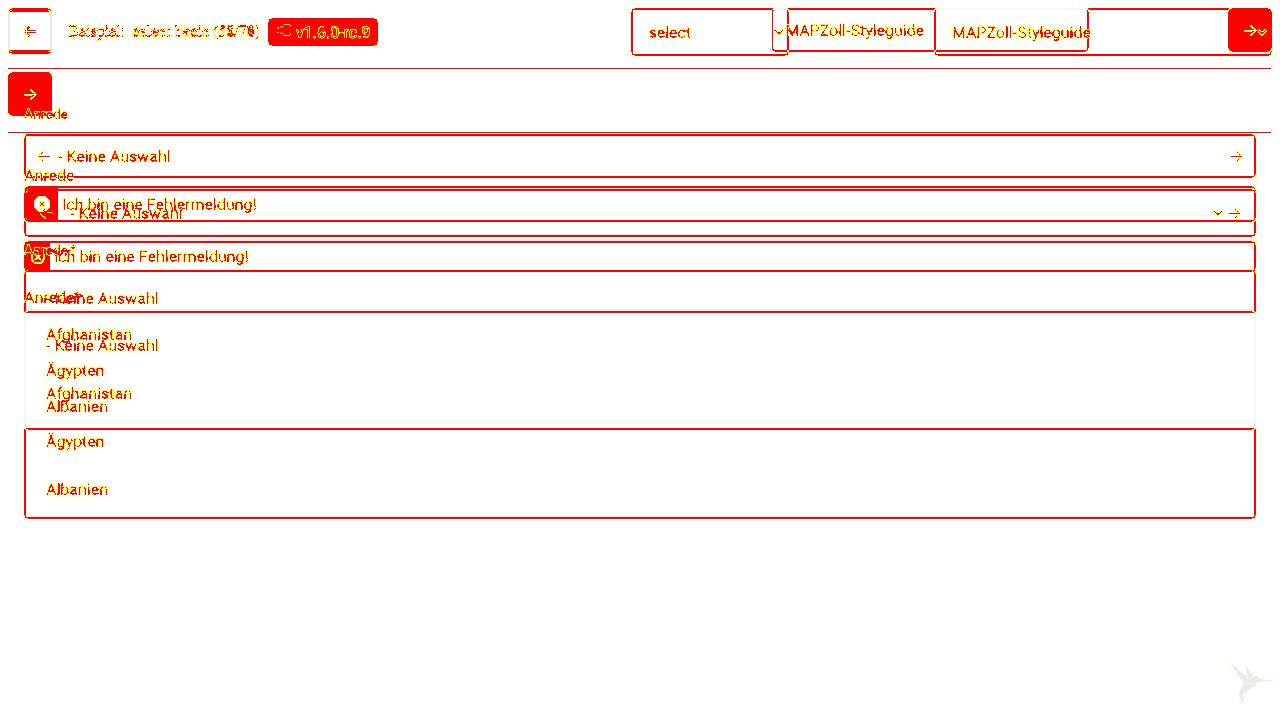 Beispiel: select basic
v1.6.0-rc.9
select
MAPZoll-Styleguide
MAPZoll-Styleguide
Anrede
- Keine Auswahl
Anrede
Ich bin eine Fehlermeldung!
- Keine Auswahl
Anrede*
Ich bin eine Fehlermeldung!
Anrede*
- Keine Auswahl
Afghanistan
- Keine Auswahl
Ägypten
Afghanistan
Albanien
Ägypten
Albanien